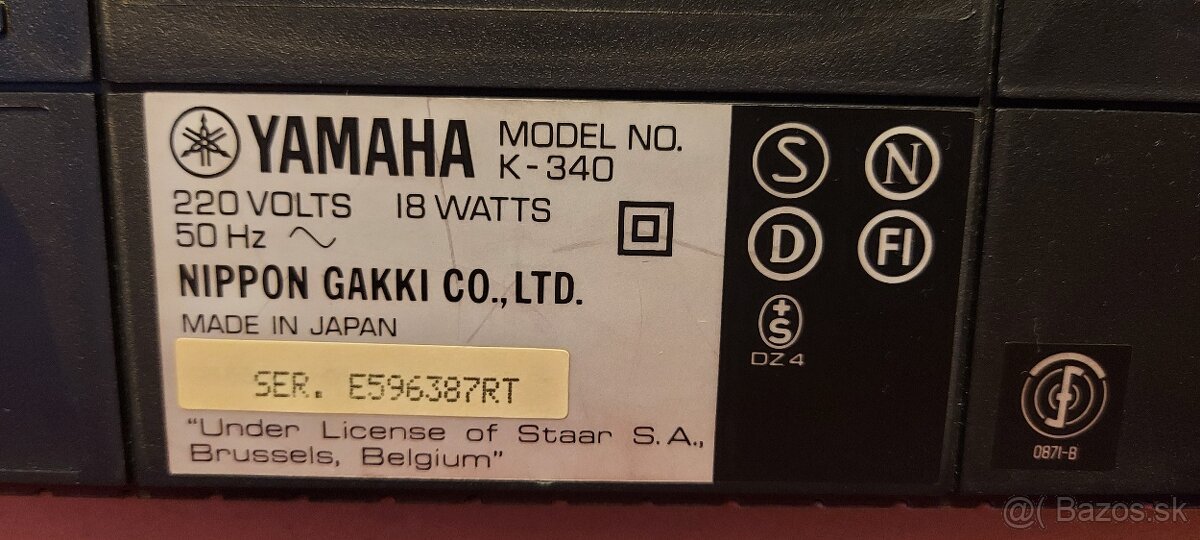 YAMAHA MODEL NO.
K-340
220 VOLTS 18 WATTS
50 Hz
NIPPON GAKKI CO., LTD.
MADE IN JAPAN
SER. E596387RT
"Under License of Staar S.A.,
Brussels, Belgium"
S N
D FI
+S
DZ4
0871-B
@( Bazos.sk